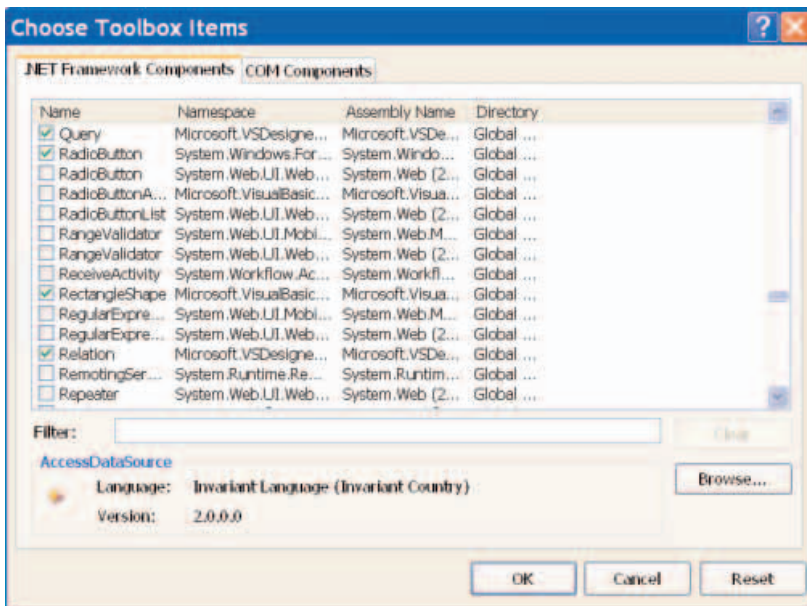 Choose Toolbox Items
.NET Framework Components COM Components
Name Namespace Assembly Name Directory
Query Microsoft.VSDesigne... Microsoft.VSDe... Global ...
RadioButton System.Windows.For... System.Windo... Global ...
RadioButton System.Web.UI.Web... System.Web (2... Global ...
RadioButtonA... Microsoft.VisualBasic... Microsoft.Visua... Global ...
RadioButtonList System.Web.UI.Web... System.Web (2... Global ...
RangeValidator System.Web.UI.Mobi... System.Web.M... Global ...
RangeValidator System.Web.UI.Web... System.Web (2... Global ...
ReceiveActivity System.Workflow.Ac... System.Workfl... Global ...
RectangleShape Microsoft.VisualBasic... Microsoft.Visua... Global ...
RegularExpre... System.Web.UI.Mobi... System.Web.M... Global ...
RegularExpre... System.Web.UI.Web... System.Web (2... Global ...
Relation Microsoft.VSDesigne... Microsoft.VSDe... Global ...
RemotingSer... System.Runtime.Re... System.Runtim... Global ...
Repeater System.Web.UI.Web... System.Web (2... Global ...
Filter: Clear
AccessDataSource
Language: Invariant Language (Invariant Country)
Browse...
Version: 2.0.0.0
OK Cancel Reset